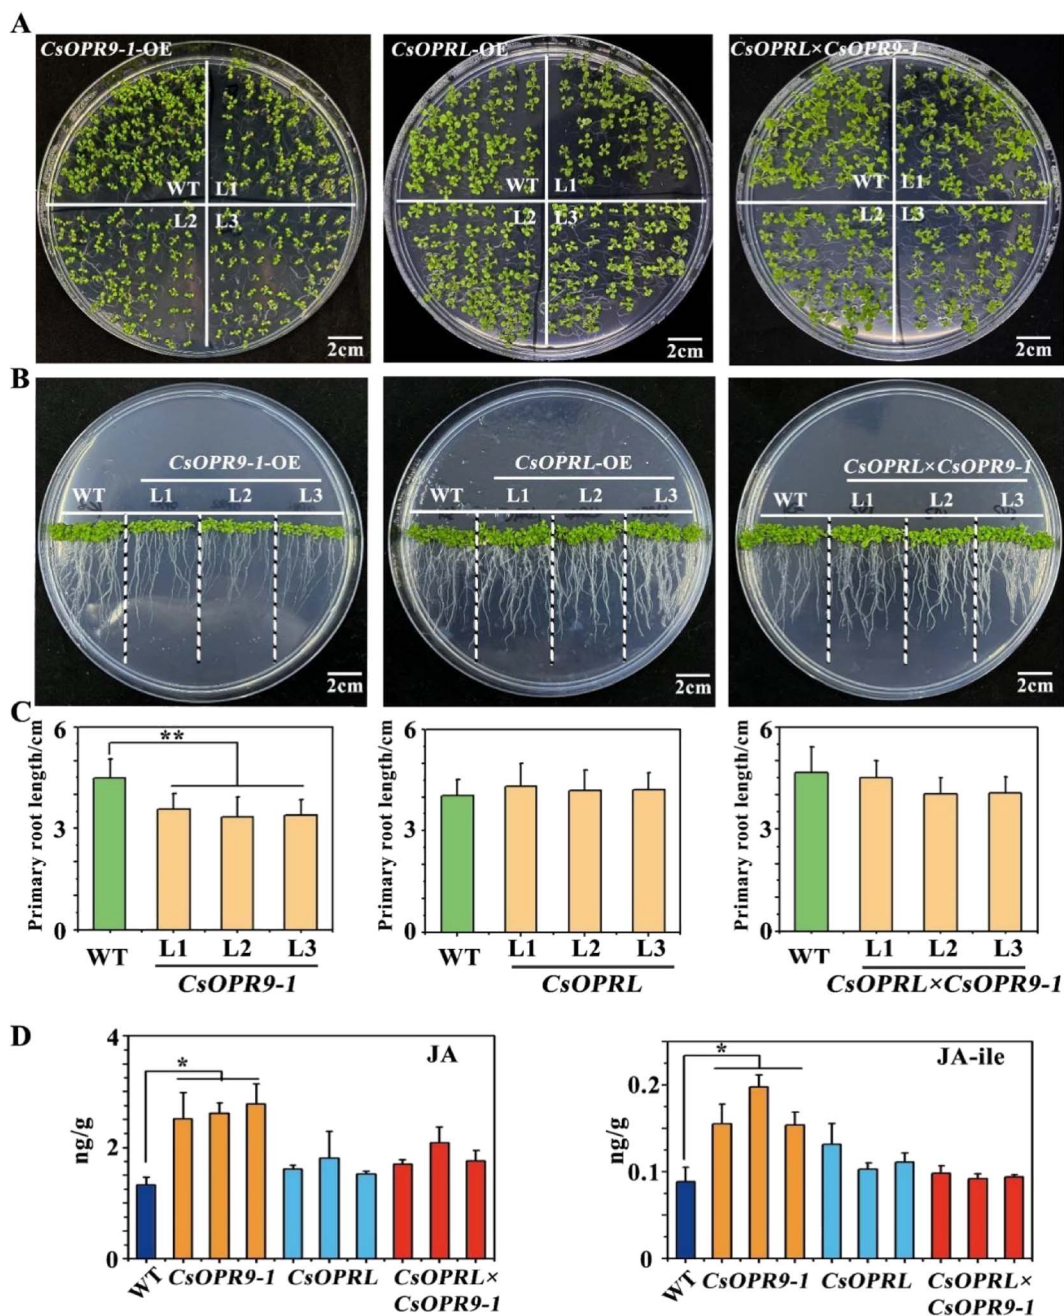 A
CsOPR9-1-OE
WT L1
L2 L3
2cm
CsOPRL-OE
WT L1
L2 L3
2cm
CsOPRL×CsOPR9-1
WT L1
L2 L3
2cm
B
CsOPR9-1-OE
WT L1 L2 L3
2cm
CsOPRL-OE
WT L1 L2 L3
2cm
CsOPRL×CsOPR9-1
WT L1 L2 L3
2cm
C
Primary root length/cm
6
3
0
**
WT L1 L2 L3
CsOPR9-1
Primary root length/cm
6
3
0
WT L1 L2 L3
CsOPRL
Primary root length/cm
6
3
0
WT L1 L2 L3
CsOPRL×CsOPR9-1
D
JA
ng/g
4
2
0
*
WT CsOPR9-1 CsOPRL CsOPRL×
CsOPR9-1
JA-ile
ng/g
0.2
0.1
0
*
WT CsOPR9-1 CsOPRL CsOPRL×
CsOPR9-1